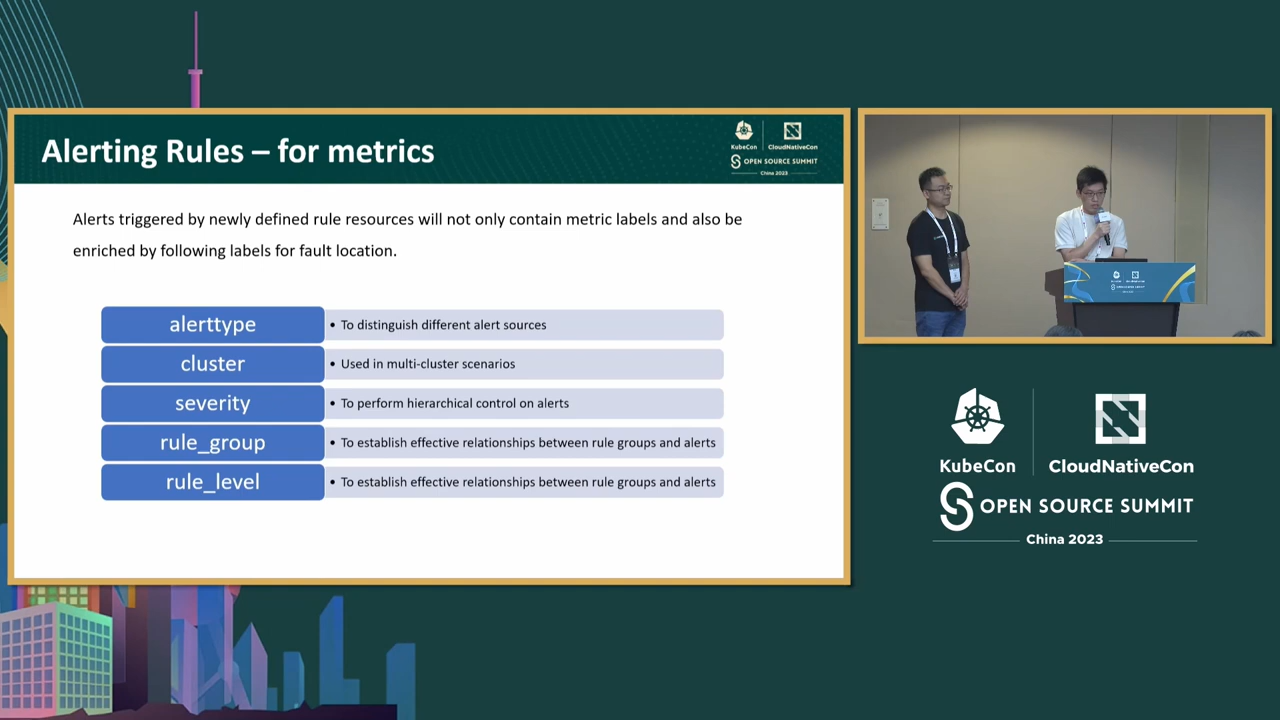 Alerting Rules – for metrics
KubeCon
CloudNativeCon
OPEN SOURCE SUMMIT
China 2023
Alerts triggered by newly defined rule resources will not only contain metric labels and also be
enriched by following labels for fault location.
alerttype
• To distinguish different alert sources
cluster
• Used in multi-cluster scenarios
severity
• To perform hierarchical control on alerts
rule_group
• To establish effective relationships between rule groups and alerts
rule_level
• To establish effective relationships between rule groups and alerts
KubeCon
CloudNativeCon
OPEN SOURCE SUMMIT
China 2023